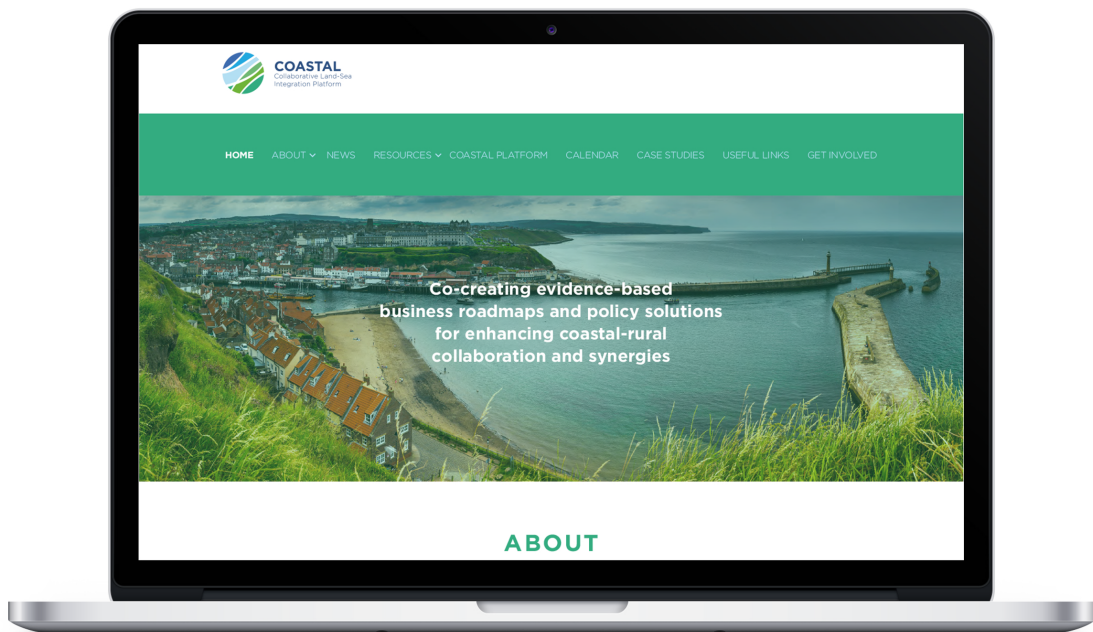 COASTAL
Collaborative Land-Sea
Integration Platform
HOME ABOUT NEWS RESOURCES COASTAL PLATFORM CALENDAR CASE STUDIES USEFUL LINKS GET INVOLVED
Co-creating evidence-based
business roadmaps and policy solutions
for enhancing coastal-rural
collaboration and synergies
ABOUT